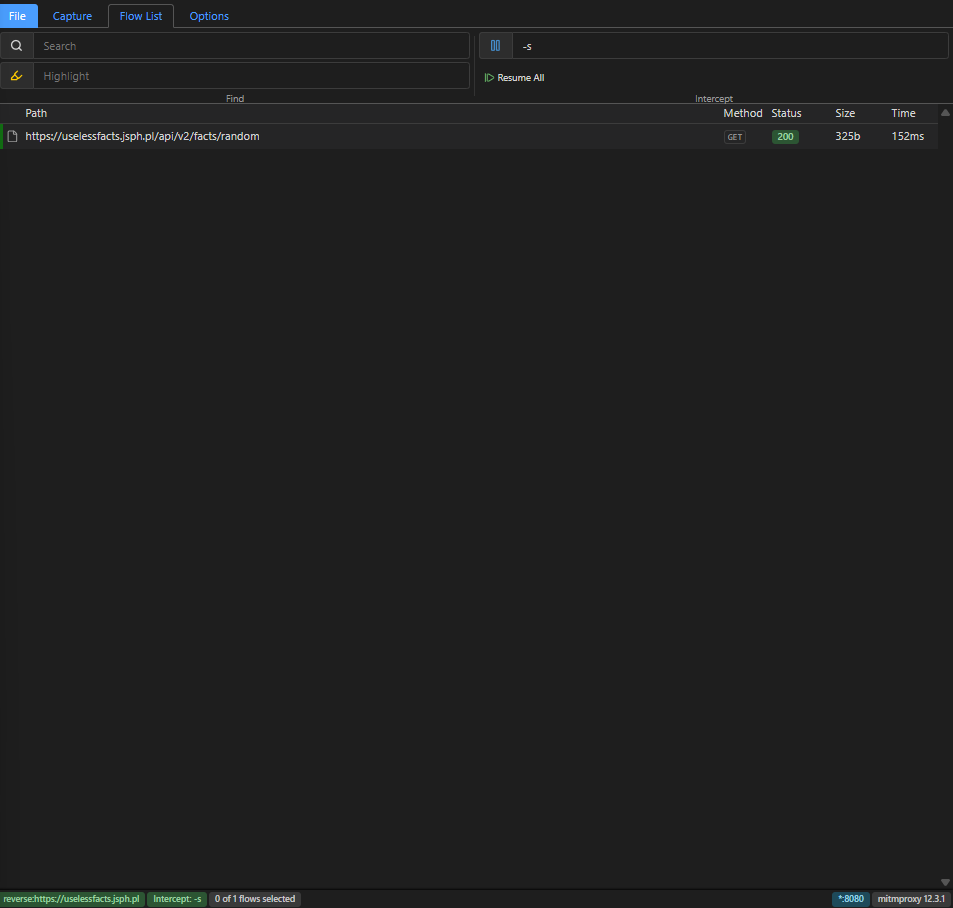 File Capture Flow List Options
Search
-s
Highlight
Resume All
Find
Intercept
Path Method Status Size Time
https://uselessfacts.jsph.pl/api/v2/facts/random GET 200 325b 152ms
reverse:https://uselessfacts.jsph.pl Intercept: -s 0 of 1 flows selected *:8080 mitmproxy 12.3.1